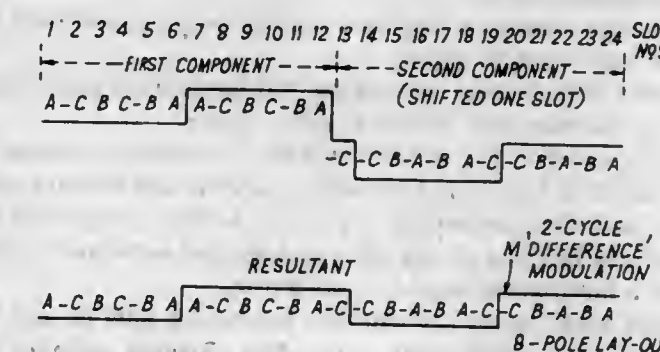 1 2 3 4 5 6 7 8 9 10 11 12 13 14 15 16 17 18 19 20 21 22 23 24 SLO
NOS
FIRST COMPONENT SECOND COMPONENT
(SHIFTED ONE SLOT)
A-C B C-B A A-C B C-B A
-C -C B-A-B A-C -C B-A-B A
2-CYCLE
M DIFFERENCE
MODULATION
RESULTANT
A-C B C-B A A-C B C-B A-C -C B-A-B A-C -C B-A-B A
8-POLE LAY-OU